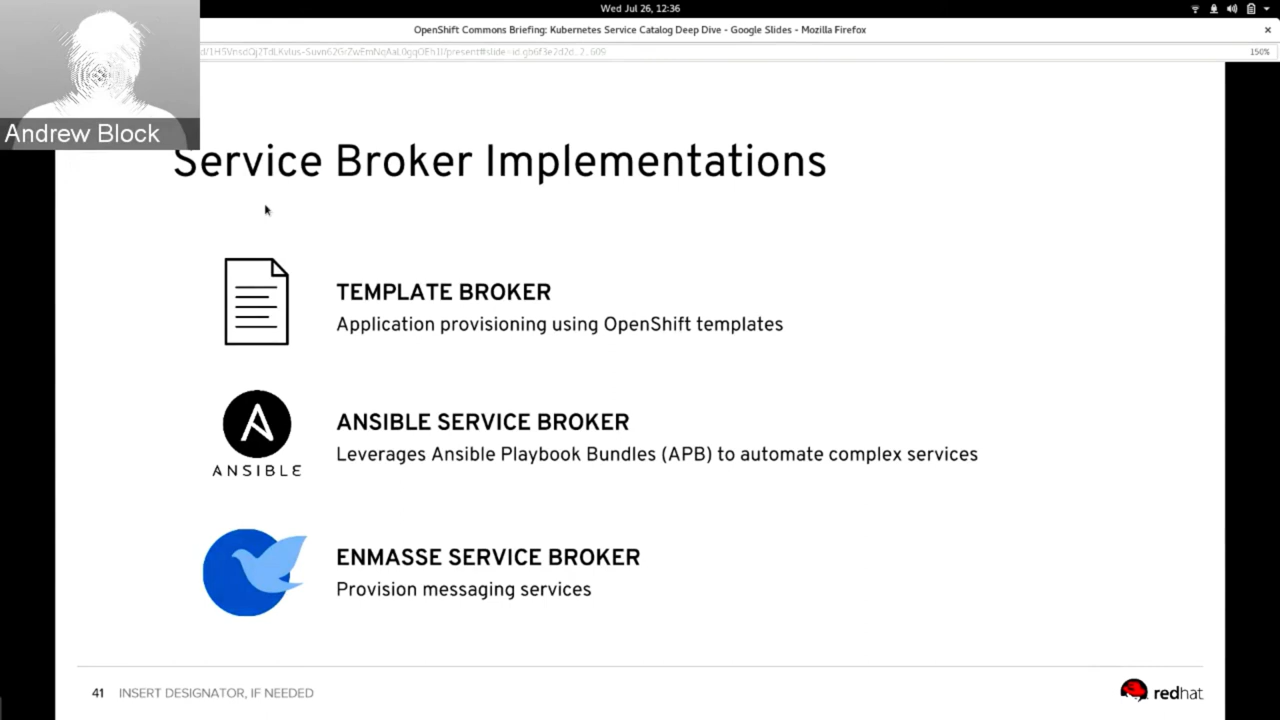 Wed Jul 26, 12:36
OpenShift Commons Briefing: Kubernetes Service Catalog Deep Dive - Google Slides - Mozilla Firefox
150%
Andrew Block
Service Broker Implementations
TEMPLATE BROKER
Application provisioning using OpenShift templates
ANSIBLE
ANSIBLE SERVICE BROKER
Leverages Ansible Playbook Bundles (APB) to automate complex services
ENMASSE SERVICE BROKER
Provision messaging services
41 INSERT DESIGNATOR, IF NEEDED
redhat